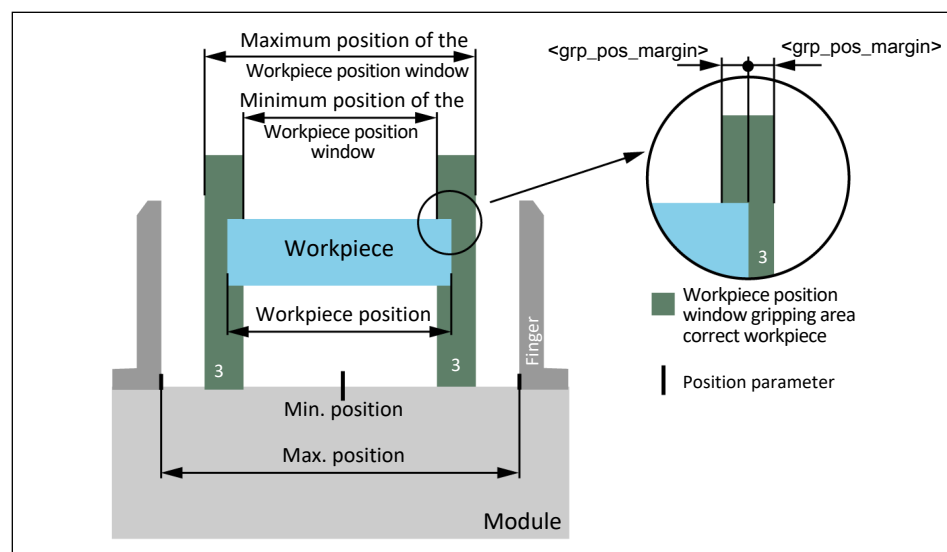 Maximum position of the
Workpiece position window
Minimum position of the
Workpiece position
window
Workpiece
Workpiece position
3
3
Finger
Min. position
Max. position
Module
<grp_pos_margin>
<grp_pos_margin>
3
Workpiece position
window gripping area
correct workpiece
Position parameter